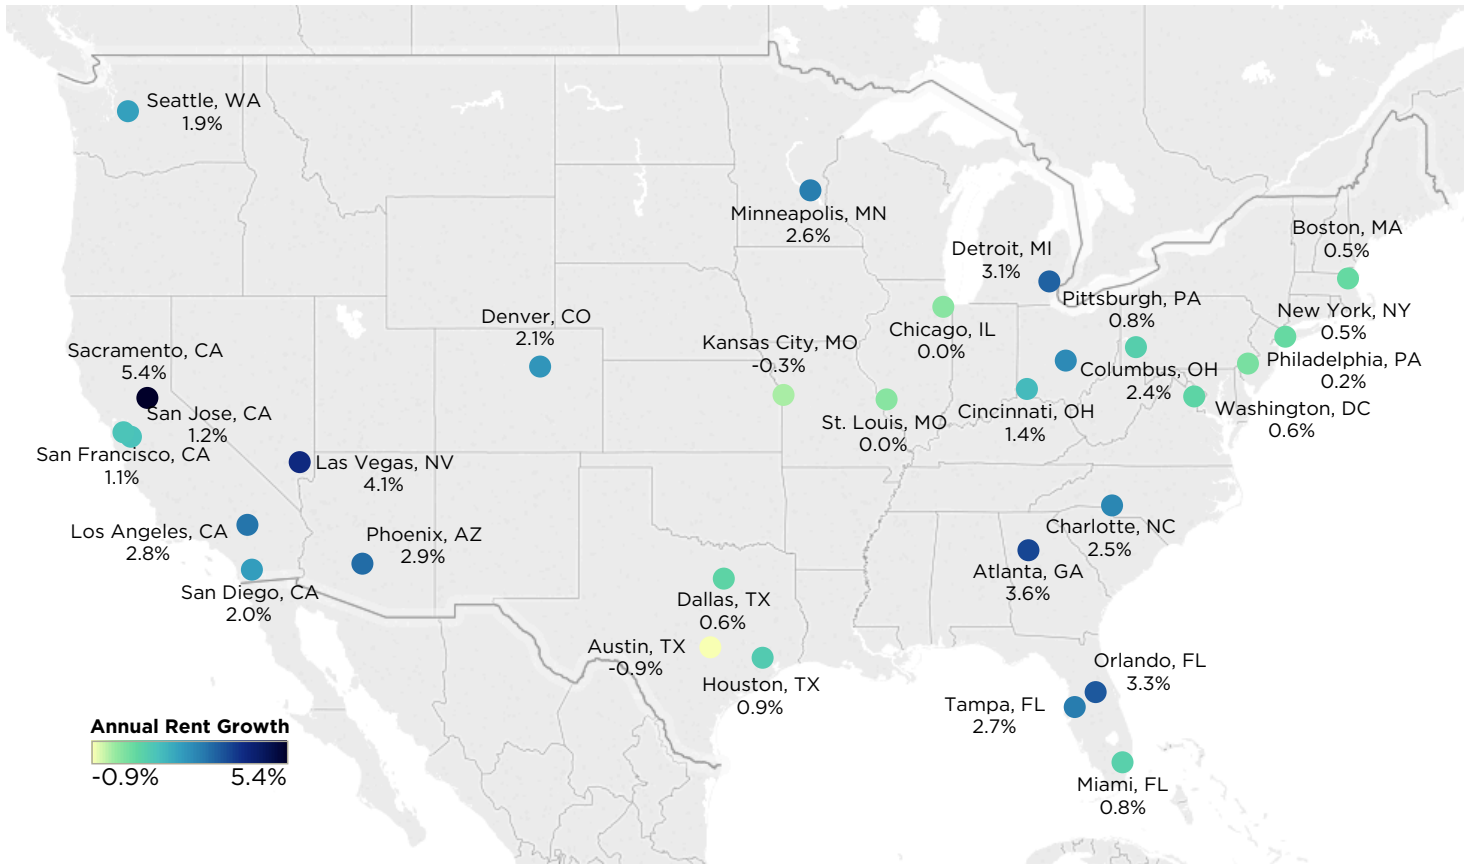 Seattle, WA
1.9%
Minneapolis, MN
2.6%
Boston, MA
0.5%
Detroit, MI
3.1%
Pittsburgh, PA
0.8%
New York, NY
0.5%
Denver, CO
2.1%
Chicago, IL
0.0%
Kansas City, MO
-0.3%
Sacramento, CA
5.4%
Philadelphia, PA
0.2%
Columbus, OH
2.4%
San Jose, CA
1.2%
St. Louis, MO
0.0%
Cincinnati, OH
1.4%
Washington, DC
0.6%
San Francisco, CA
1.1%
Las Vegas, NV
4.1%
Los Angeles, CA
2.8%
Phoenix, AZ
2.9%
Charlotte, NC
2.5%
Atlanta, GA
3.6%
San Diego, CA
2.0%
Dallas, TX
0.6%
Austin, TX
-0.9%
Houston, TX
0.9%
Orlando, FL
3.3%
Tampa, FL
2.7%
Miami, FL
0.8%
Annual Rent Growth
-0.9% 5.4%